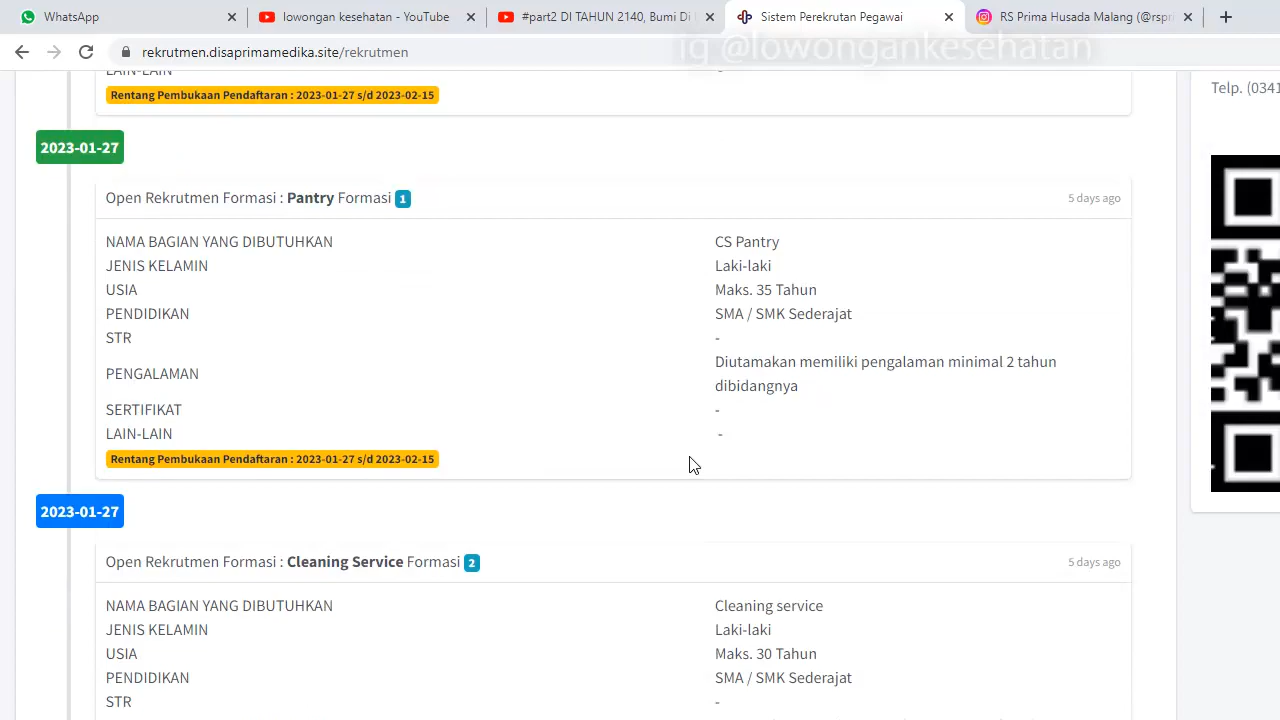 WhatsApp
lowongan kesehatan - YouTube
#part2 DI TAHUN 2140, Bumi Di
Sistem Perekrutan Pegawai
RS Prima Husada Malang (@rspri
rekrutmen.disaprimamedika.site/rekrutmen
ig @lowongankesehatan
LAIN-LAIN -
Telp. (0341
Rentang Pembukaan Pendaftaran : 2023-01-27 s/d 2023-02-15
2023-01-27
Open Rekrutmen Formasi : Pantry Formasi 1
5 days ago
NAMA BAGIAN YANG DIBUTUHKAN CS Pantry
JENIS KELAMIN Laki-laki
USIA Maks. 35 Tahun
PENDIDIKAN SMA / SMK Sederajat
STR -
PENGALAMAN Diutamakan memiliki pengalaman minimal 2 tahun
dibidangnya
SERTIFIKAT -
LAIN-LAIN -
Rentang Pembukaan Pendaftaran : 2023-01-27 s/d 2023-02-15
2023-01-27
Open Rekrutmen Formasi : Cleaning Service Formasi 2
5 days ago
NAMA BAGIAN YANG DIBUTUHKAN Cleaning service
JENIS KELAMIN Laki-laki
USIA Maks. 30 Tahun
PENDIDIKAN SMA / SMK Sederajat
STR -